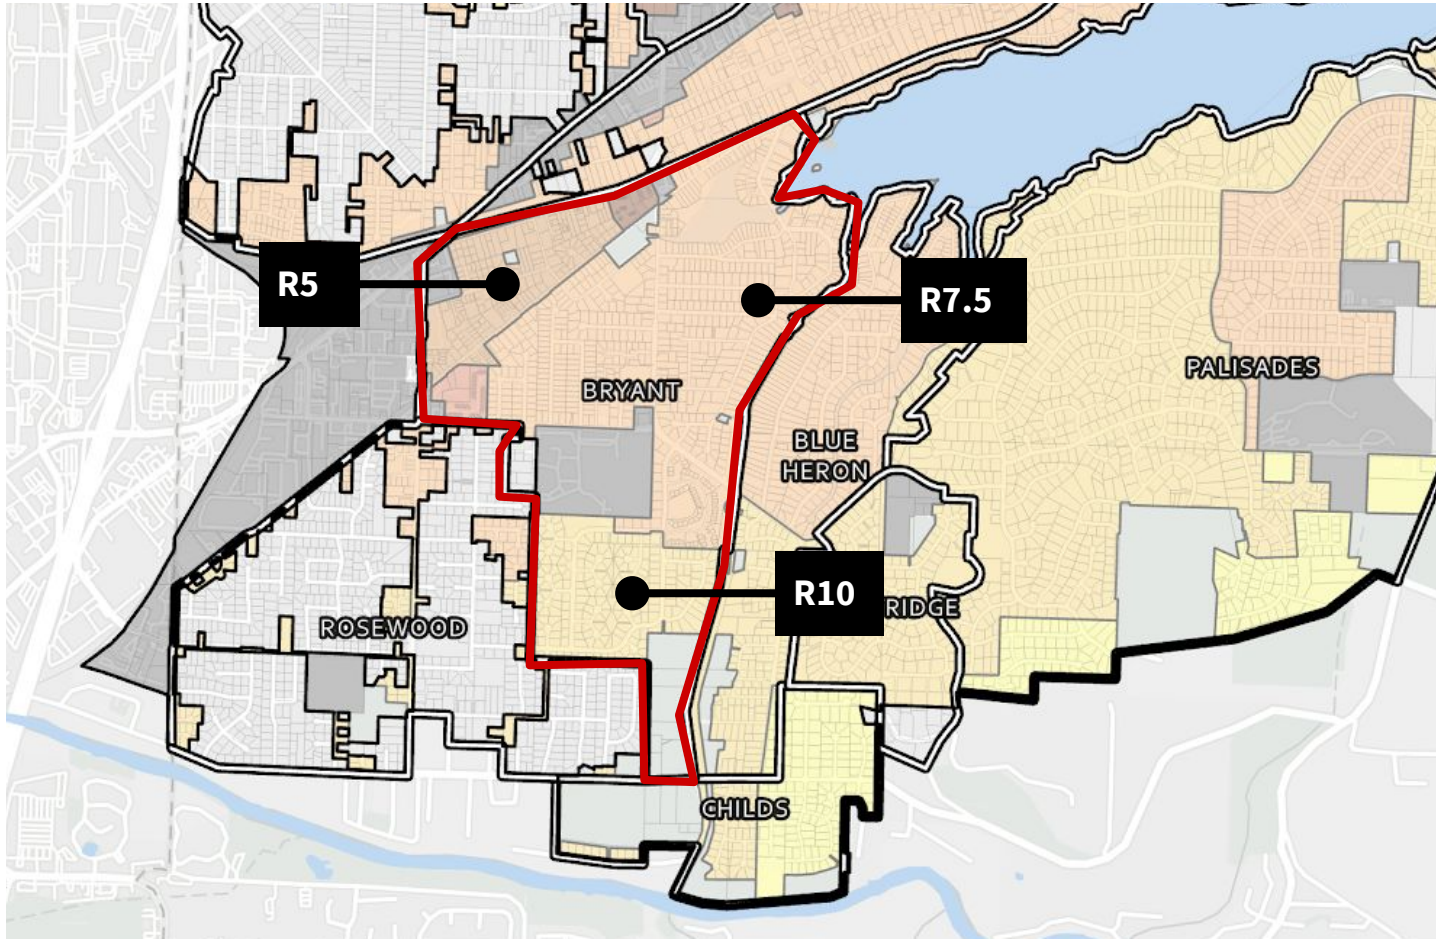 R5
R7.5
BRYANT
PALISADES
BLUE
HERON
R10
RIDGE
ROSEWOOD
CHILDS